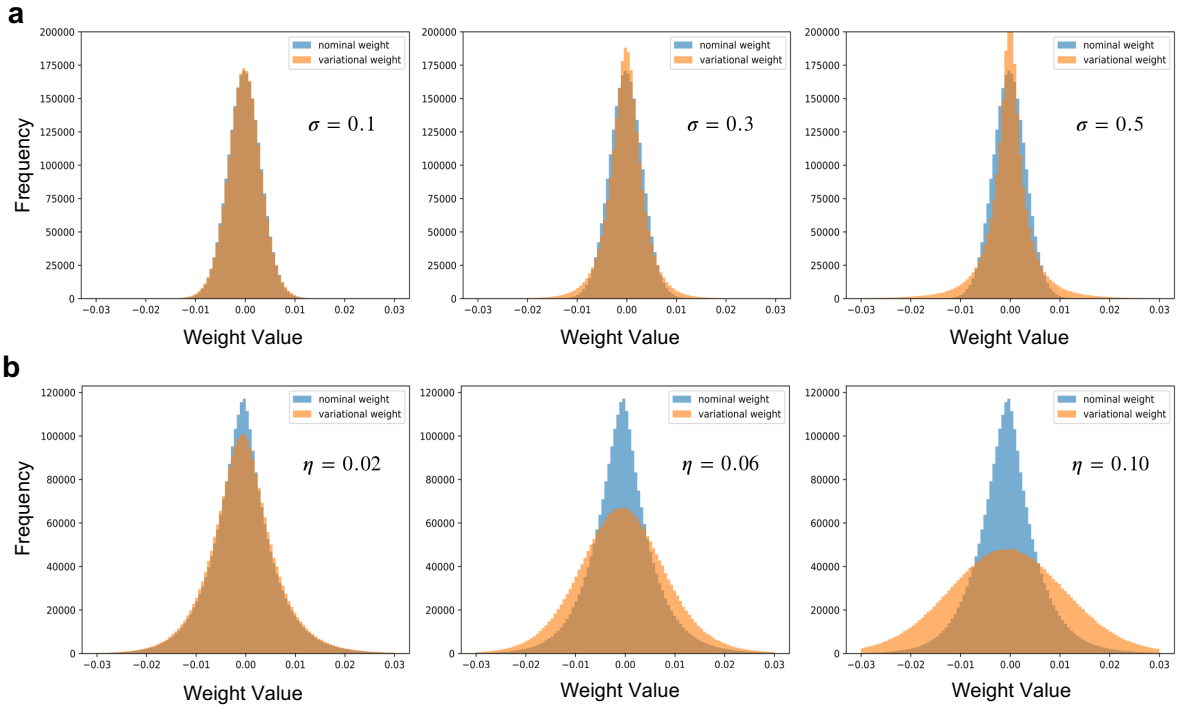 a
200000
175000
150000
125000
100000
75000
50000
25000
0
Frequency
nominal weight
variational weight
σ = 0.1
−0.03 −0.02 −0.01 0.00 0.01 0.02 0.03
Weight Value
200000
175000
150000
125000
100000
75000
50000
25000
0
nominal weight
variational weight
σ = 0.3
−0.03 −0.02 −0.01 0.00 0.01 0.02 0.03
Weight Value
200000
175000
150000
125000
100000
75000
50000
25000
0
nominal weight
variational weight
σ = 0.5
−0.03 −0.02 −0.01 0.00 0.01 0.02 0.03
Weight Value
b
120000
100000
80000
60000
40000
20000
0
Frequency
nominal weight
variational weight
η = 0.02
−0.03 −0.02 −0.01 0.00 0.01 0.02 0.03
Weight Value
120000
100000
80000
60000
40000
20000
0
nominal weight
variational weight
η = 0.06
−0.03 −0.02 −0.01 0.00 0.01 0.02 0.03
Weight Value
120000
100000
80000
60000
40000
20000
0
nominal weight
variational weight
η = 0.10
−0.03 −0.02 −0.01 0.00 0.01 0.02 0.03
Weight Value